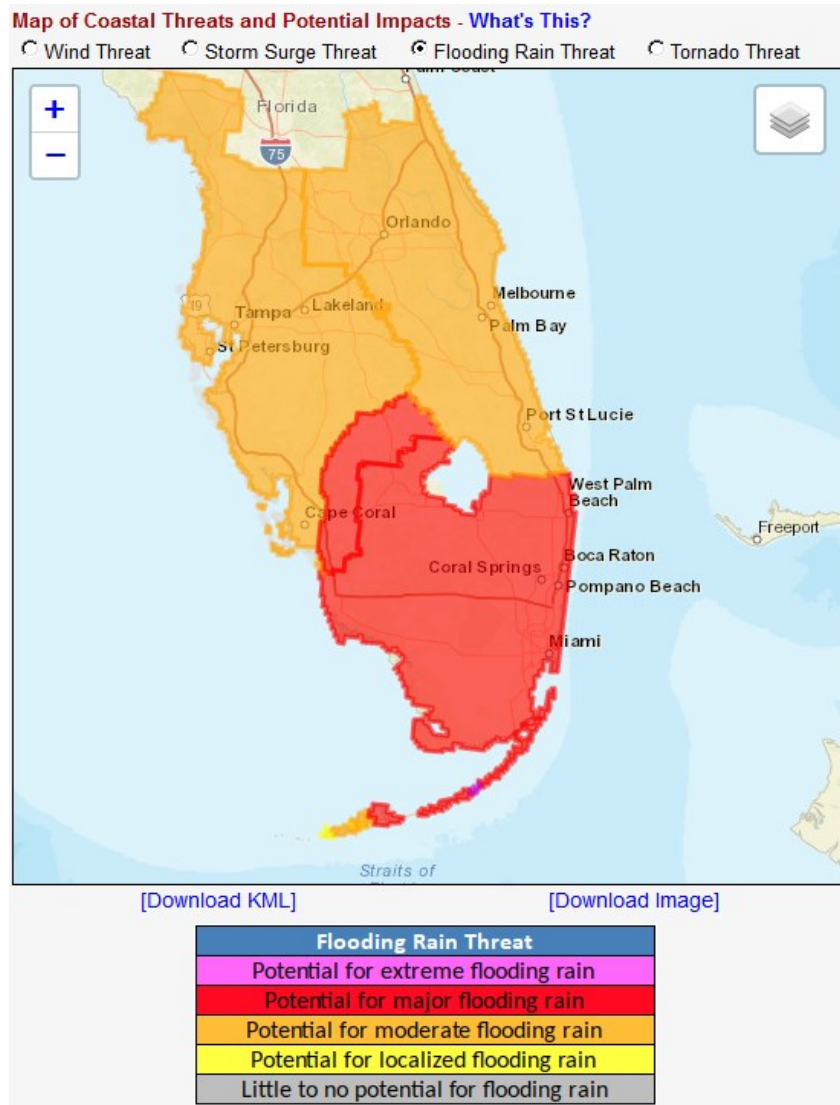 Map of Coastal Threats and Potential Impacts - What's This?
Wind Threat Storm Surge Threat Flooding Rain Threat Tornado Threat
Palm Coast
+
Florida
−
75
Orlando
Melbourne
19
Tampa
Lakeland
Palm Bay
St Petersburg
Port St Lucie
West Palm
Beach
Cape Coral
Freeport
Boca Raton
Coral Springs
Pompano Beach
Miami
Straits of
[Download KML] [Download Image]
Flooding Rain Threat
Potential for extreme flooding rain
Potential for major flooding rain
Potential for moderate flooding rain
Potential for localized flooding rain
Little to no potential for flooding rain